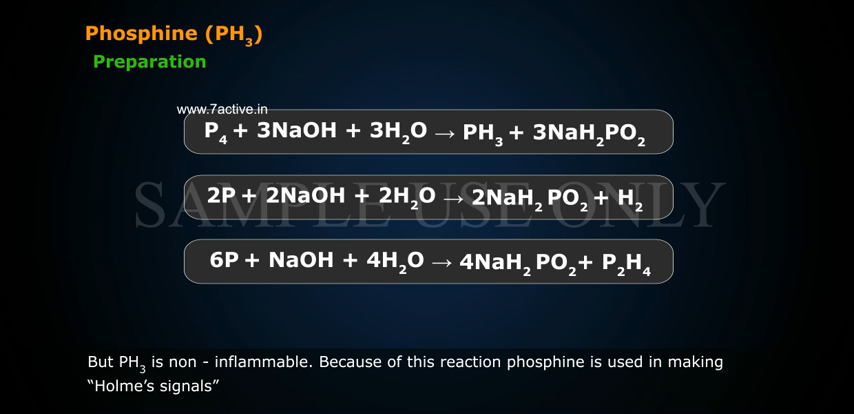 Phosphine (PH₃)
Preparation
www.7active.in
P₄ + 3NaOH + 3H₂O → PH₃ + 3NaH₂PO₂
2P + 2NaOH + 2H₂O → 2NaH₂ PO₂ + H₂
SAMPLE USE ONLY
6P + NaOH + 4H₂O → 4NaH₂ PO₂+ P₂H₄
But PH₃ is non - inflammable. Because of this reaction phosphine is used in making
“Holme’s signals”